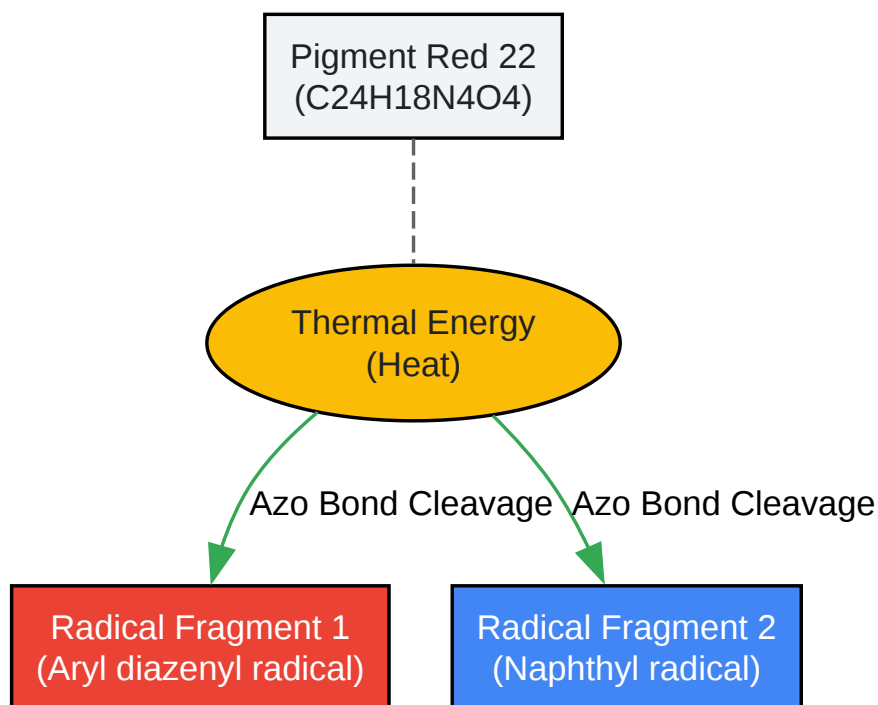 Pigment Red 22
(C24H18N4O4)
Thermal Energy
(Heat)
Azo Bond Cleavage
Azo Bond Cleavage
Radical Fragment 1
(Aryl diazenyl radical)
Radical Fragment 2
(Naphthyl radical)